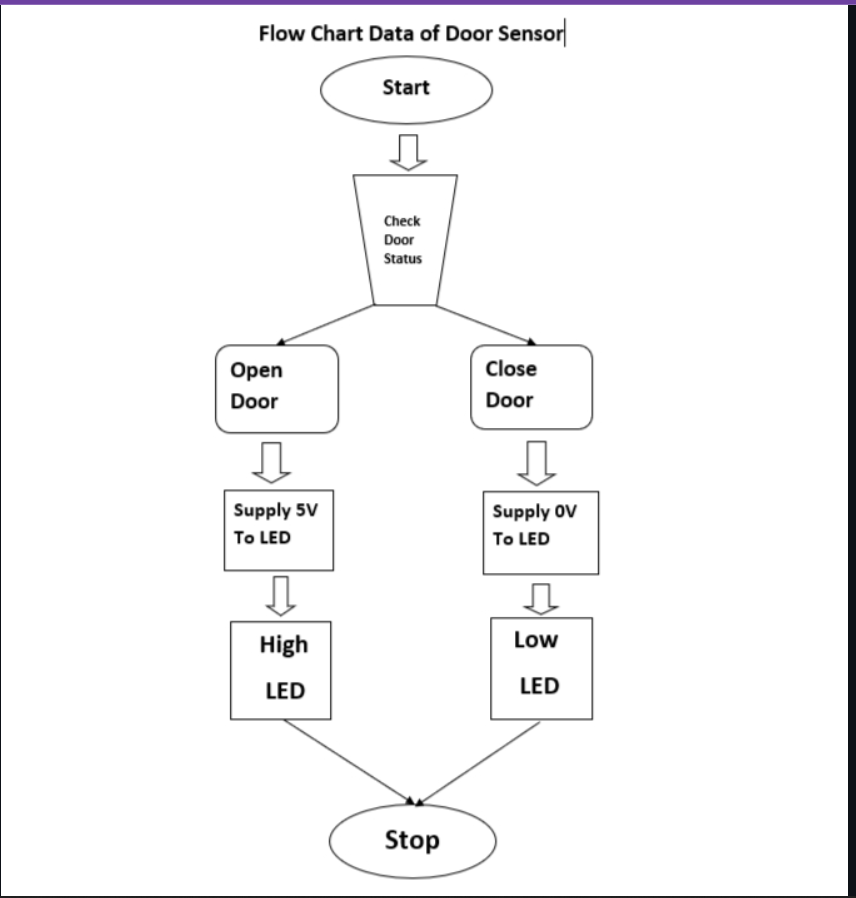 Flow Chart Data of Door Sensor
Start
Check
Door
Status
Open
Door
Close
Door
Supply 5V
To LED
Supply 0V
To LED
High
LED
Low
LED
Stop